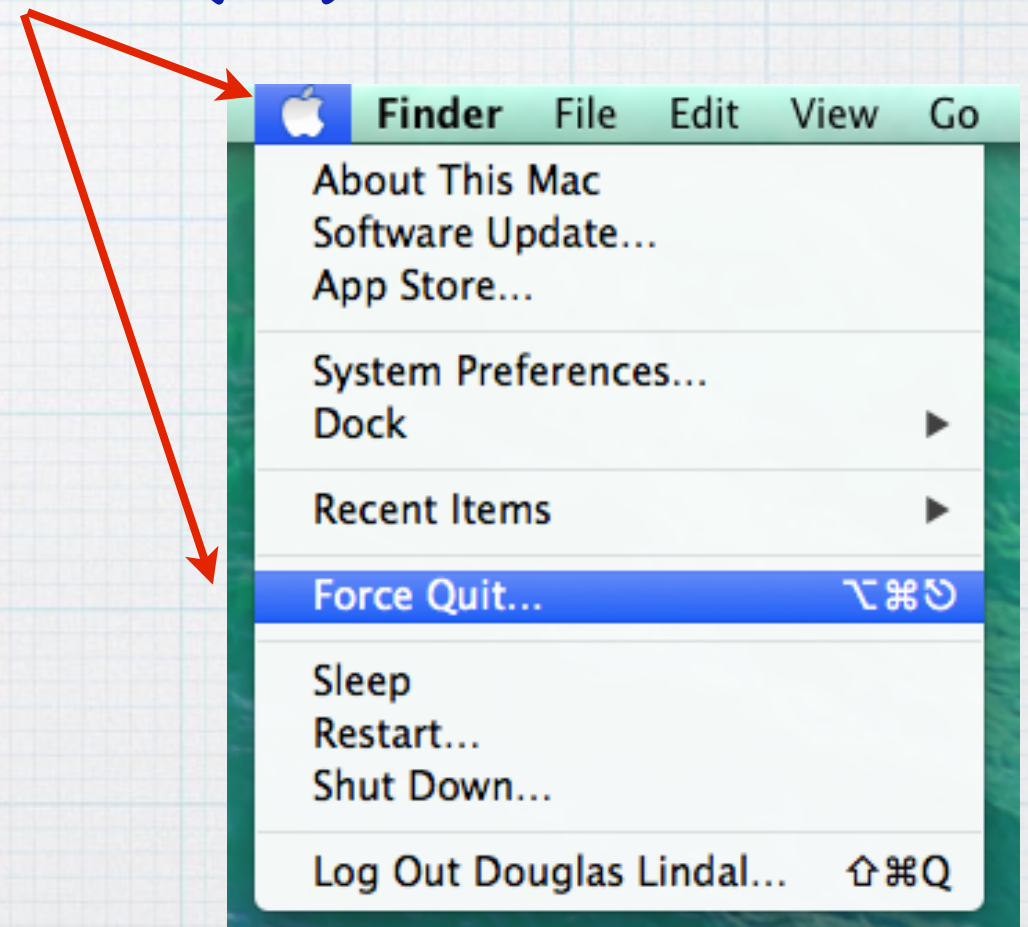 Finder File Edit View Go
About This Mac
Software Update...
App Store...
System Preferences...
Dock ▶
Recent Items ▶
Force Quit... ⌥⌘⎋
Sleep
Restart...
Shut Down...
Log Out Douglas Lindal... ⇧⌘Q